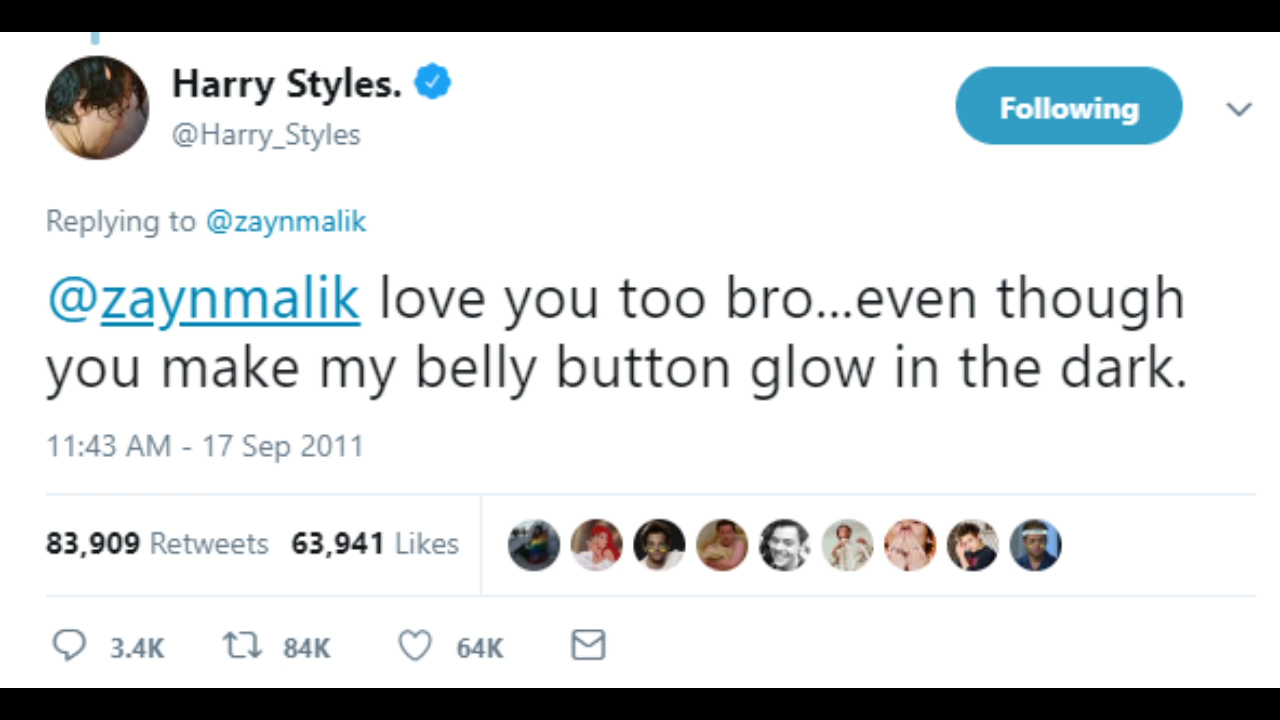 Harry Styles.
@Harry_Styles
Following
Replying to @zaynmalik
@zaynmalik love you too bro...even though
you make my belly button glow in the dark.
11:43 AM - 17 Sep 2011
83,909 Retweets 63,941 Likes
3.4K 84K 64K